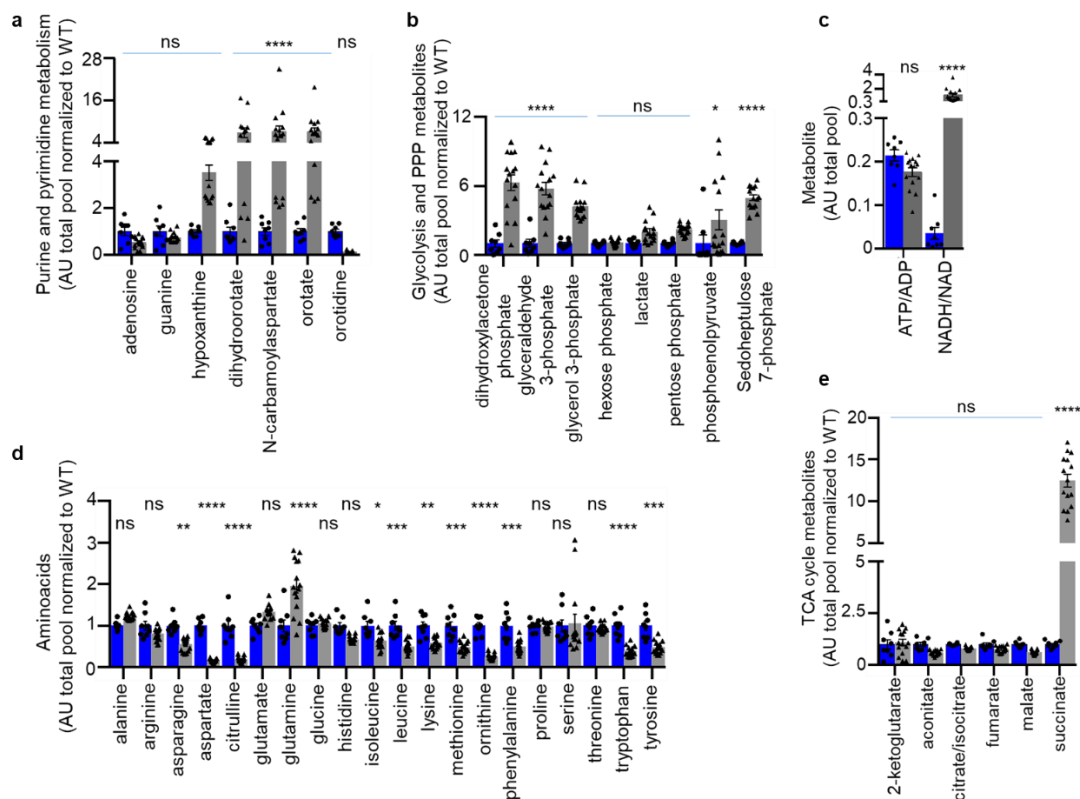 a
Purine and pyrimidine metabolism
(AU total pool normalized to WT)
ns
****
ns
28
16
4
4
2
1
0
adenosine
guanine
hypoxanthine
dihydroorotate
N-carbamoylaspartate
orotate
orotidine
b
Glycolysis and PPP metabolites
(AU total pool normalized to WT)
****
ns
*
****
12
6
0
dihydroxylaceton
phosphate
glyceraldehyde
3-phosphate
glycerol 3-phosphate
hexose phosphate
lactate
pentose phosphate
phosphoenolpyruvate
Sedoheptulose
7-phosphate
c
Metabolite
(AU total pool)
ns
****
4
2
0.3
0.3
0.2
0.1
0
ATP/ADP
NADH/NAD
d
Aminoacids
(AU total pool normalized to WT)
ns
****
ns
****
ns
*
**
****
ns
ns
***
ns
**
****
ns
***
***
***
ns
****
4
3
2
1
0
alanine
arginine
asparagine
aspartate
citrulline
glutamate
glutamine
glucine
histidine
isoleucine
leucine
lysine
methionine
ornithine
phenylalanine
proline
serine
threonine
tryptophan
tyrosine
e
TCA cycle metabolites
(AU total pool normalized to WT)
ns
****
20
15
10
5
5
2.5
1
0
2-ketoglutarate
aconitate
citrate/isocitrate
fumarate
malate
succinate